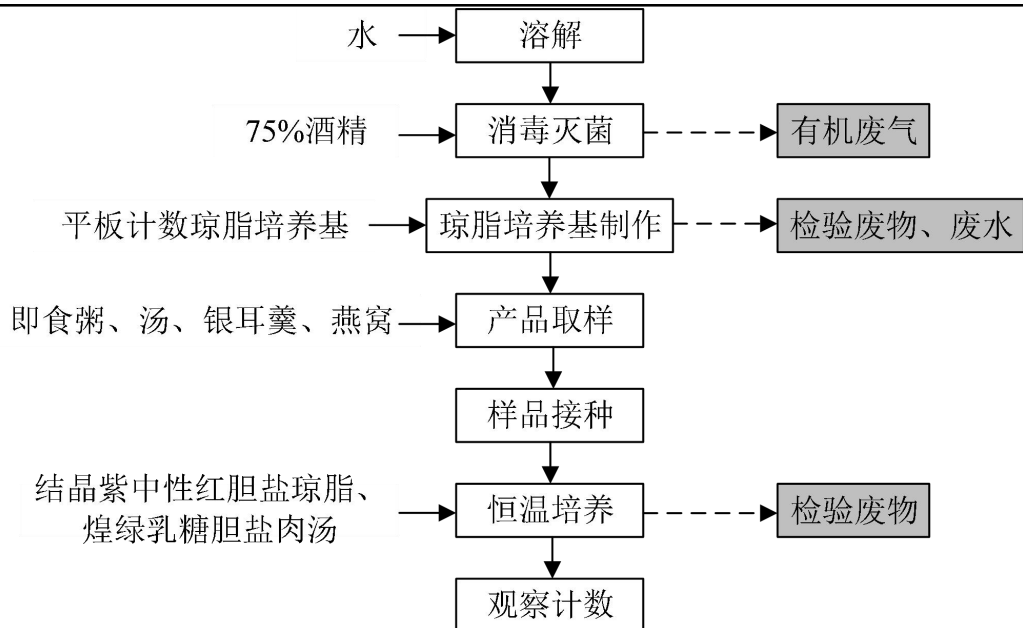 水
溶解
75%酒精
消毒灭菌
有机废气
平板计数琼脂培养基
琼脂培养基制作
检验废物、废水
即食粥、汤、银耳羹、燕窝
产品取样
样品接种
结晶紫中性红胆盐琼脂、
煌绿乳糖胆盐肉汤
恒温培养
检验废物
观察计数